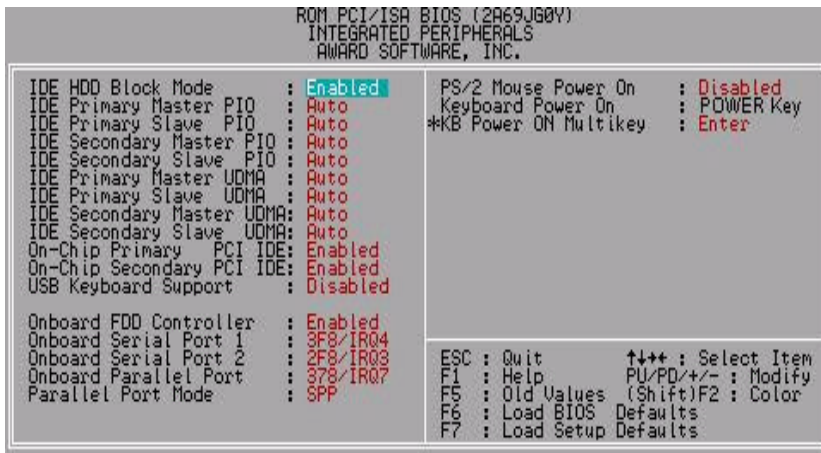 ROM PCI/ISA BIOS (2A69JG0Y)
INTEGRATED PERIPHERALS
AWARD SOFTWARE, INC.
IDE HDD Block Mode : Enabled
IDE Primary Master PIO : Auto
IDE Primary Slave PIO : Auto
IDE Secondary Master PIO : Auto
IDE Secondary Slave PIO : Auto
IDE Primary Master UDMA : Auto
IDE Primary Slave UDMA : Auto
IDE Secondary Master UDMA: Auto
IDE Secondary Slave UDMA: Auto
On-Chip Primary PCI IDE: Enabled
On-Chip Secondary PCI IDE: Enabled
USB Keyboard Support : Disabled
Onboard FDD Controller : Enabled
Onboard Serial Port 1 : 3F8/IRQ4
Onboard Serial Port 2 : 2F8/IRQ3
Onboard Parallel Port : 378/IRQ7
Parallel Port Mode : SPP
PS/2 Mouse Power On : Disabled
Keyboard Power On : POWER Key
*KB Power ON Multikey : Enter
ESC : Quit ↑↓→← : Select Item
F1 : Help PU/PD/+/- : Modify
F5 : Old Values (Shift)F2 : Color
F6 : Load BIOS Defaults
F7 : Load Setup Defaults